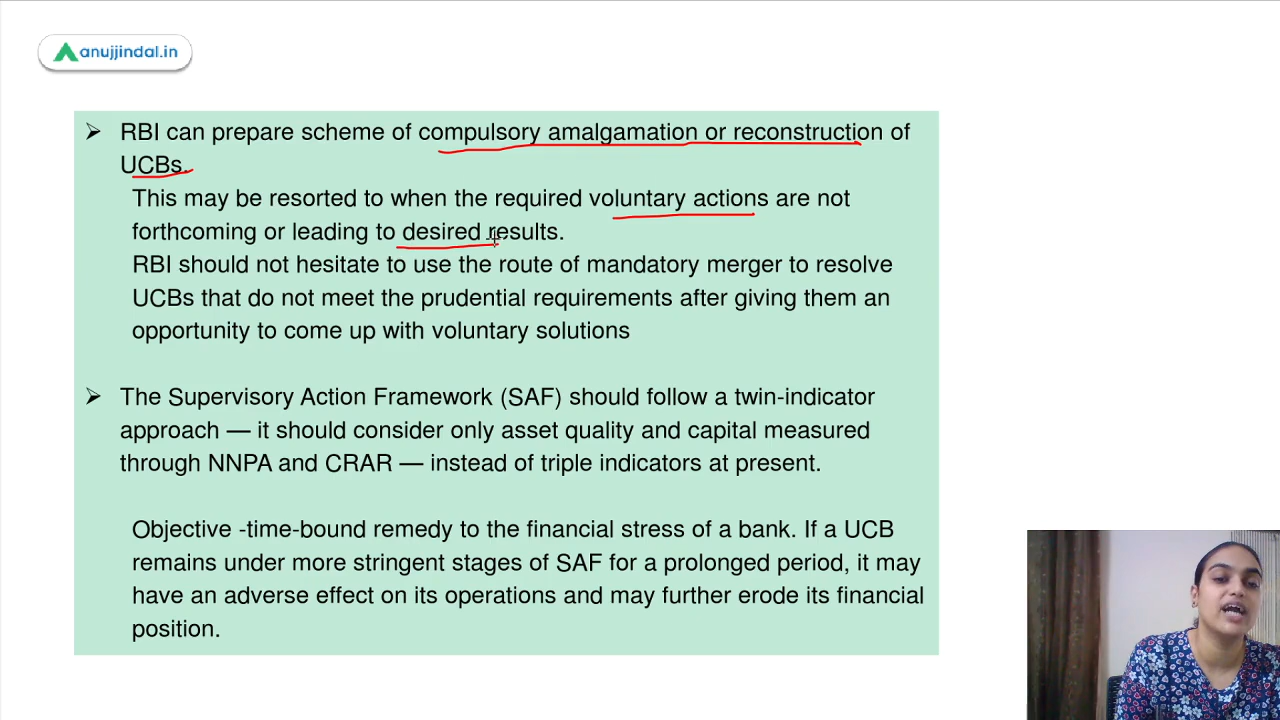 anujjindal.in
➢ RBI can prepare scheme of compulsory amalgamation or reconstruction of
UCBs.
This may be resorted to when the required voluntary actions are not
forthcoming or leading to desired results.
RBI should not hesitate to use the route of mandatory merger to resolve
UCBs that do not meet the prudential requirements after giving them an
opportunity to come up with voluntary solutions
➢ The Supervisory Action Framework (SAF) should follow a twin-indicator
approach — it should consider only asset quality and capital measured
through NNPA and CRAR — instead of triple indicators at present.
Objective -time-bound remedy to the financial stress of a bank. If a UCB
remains under more stringent stages of SAF for a prolonged period, it may
have an adverse effect on its operations and may further erode its financial
position.